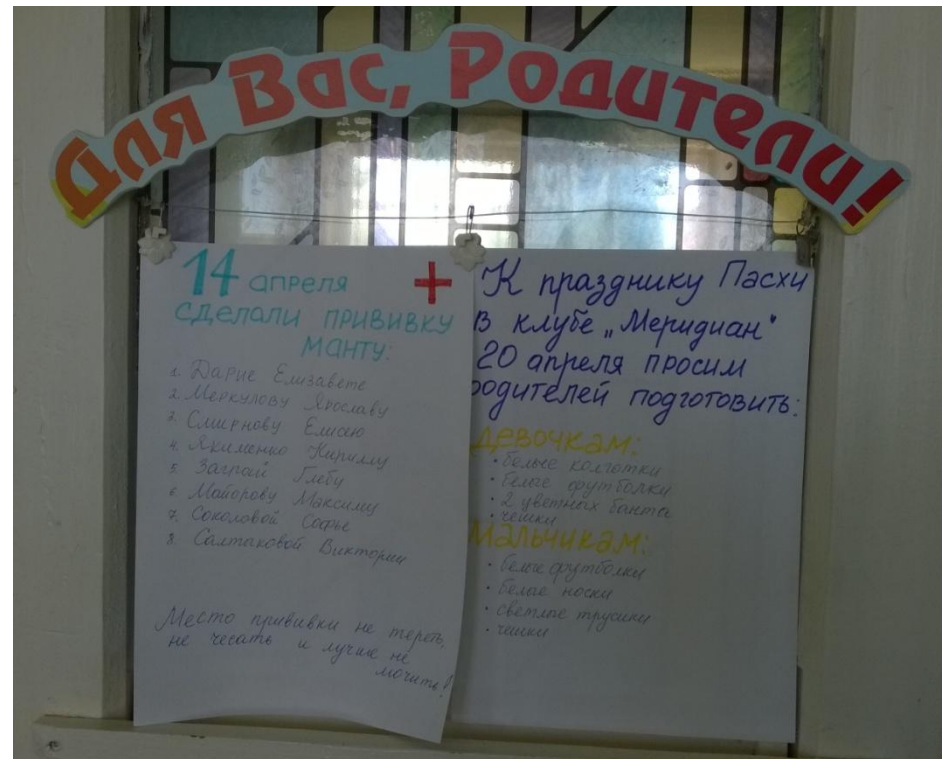 Для Вас, Родители!
14 апреля +
сделали прививку
манту:
1. Дарие Елизавете
2. Меркулову Ярославу
3. Смирнову Елисею
4. Якименко Кириллу
5. Заграй Глебу
6. Майорову Максиму
7. Соколовой Софье
8. Салтаковой Виктории
Место прививки не тереть,
не чесать и лучше не
мочить!
К празднику Пасхи
в клубе „Меридиан"
20 апреля просим
родителей подготовить:
Девочкам:
• белые колготки
• белые футболки
• 2 цветных банта
• чешки
Мальчикам:
• белые футболки
• белые носки
• светлые трусики
• чешки